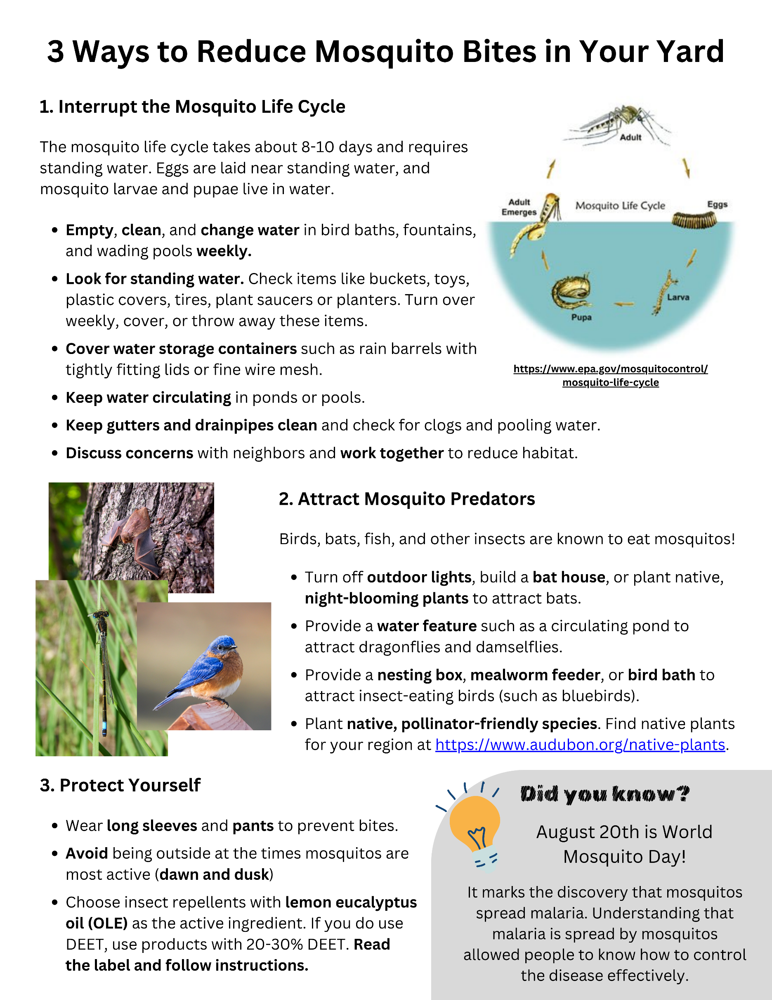 3 Ways to Reduce Mosquito Bites in Your Yard
1. Interrupt the Mosquito Life Cycle
The mosquito life cycle takes about 8-10 days and requires
standing water. Eggs are laid near standing water, and
mosquito larvae and pupae live in water.
• Empty, clean, and change water in bird baths, fountains,
and wading pools weekly.
• Look for standing water. Check items like buckets, toys,
plastic covers, tires, plant saucers or planters. Turn over
weekly, cover, or throw away these items.
• Cover water storage containers such as rain barrels with
tightly fitting lids or fine wire mesh.
• Keep water circulating in ponds or pools.
• Keep gutters and drainpipes clean and check for clogs and pooling water.
• Discuss concerns with neighbors and work together to reduce habitat.
Adult
Adult
Emerges
Mosquito Life Cycle
Eggs
Larva
Pupa
https://www.epa.gov/mosquitocontrol/
mosquito-life-cycle
2. Attract Mosquito Predators
Birds, bats, fish, and other insects are known to eat mosquitos!
• Turn off outdoor lights, build a bat house, or plant native,
night-blooming plants to attract bats.
• Provide a water feature such as a circulating pond to
attract dragonflies and damselflies.
• Provide a nesting box, mealworm feeder, or bird bath to
attract insect-eating birds (such as bluebirds).
• Plant native, pollinator-friendly species. Find native plants
for your region at https://www.audubon.org/native-plants.
3. Protect Yourself
• Wear long sleeves and pants to prevent bites.
• Avoid being outside at the times mosquitos are
most active (dawn and dusk)
• Choose insect repellents with lemon eucalyptus
oil (OLE) as the active ingredient. If you do use
DEET, use products with 20-30% DEET. Read
the label and follow instructions.
Did you know?
August 20th is World
Mosquito Day!
It marks the discovery that mosquitos
spread malaria. Understanding that
malaria is spread by mosquitos
allowed people to know how to control
the disease effectively.